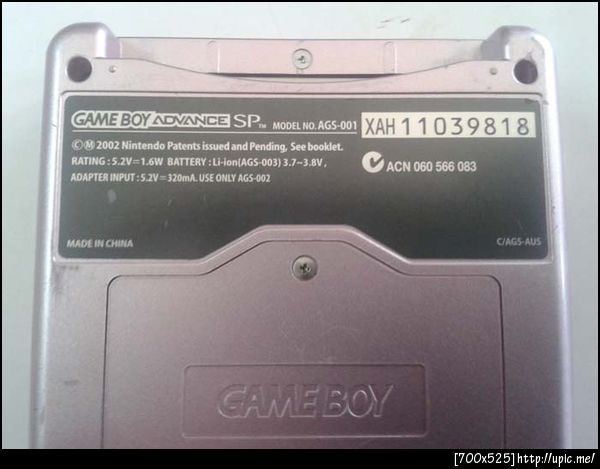 GAME BOY ADVANCE SP TM MODEL NO. AGS-001 XAH11039818
©Ⓜ 2002 Nintendo Patents issued and Pending, See booklet.
RATING : 5.2V⎓1.6W BATTERY : Li-ion(AGS-003) 3.7~3.8V ,
ACN 060 566 083
ADAPTER INPUT : 5.2V⎓320mA. USE ONLY AGS-002
MADE IN CHINA
C/AGS-AUS
GAME BOY
[700x525]http://upic.me/